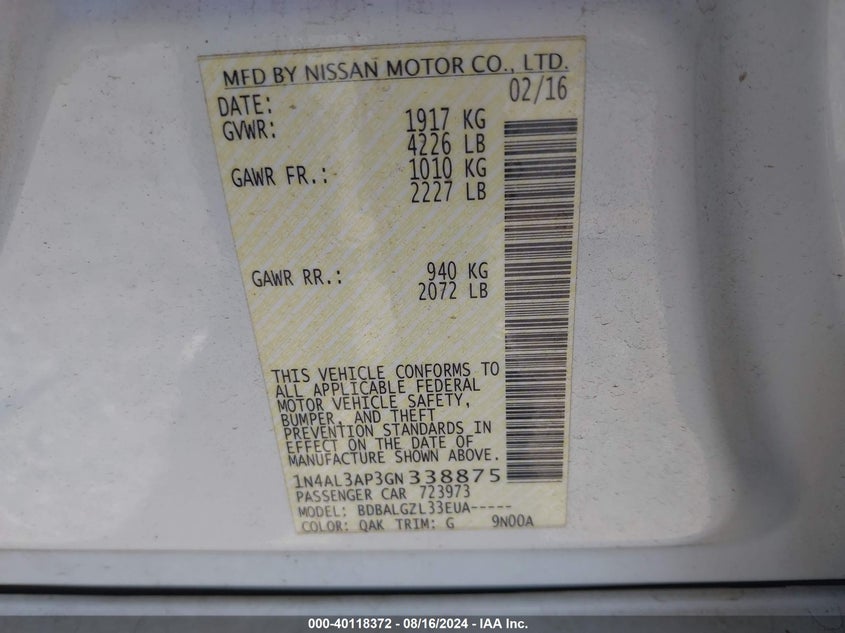 MFD BY NISSAN MOTOR CO., LTD.
DATE: 02/16
GVWR: 1917 KG
4226 LB
GAWR FR.: 1010 KG
2227 LB
GAWR RR.: 940 KG
2072 LB
THIS VEHICLE CONFORMS TO
ALL APPLICABLE FEDERAL
MOTOR VEHICLE SAFETY,
BUMPER, AND THEFT
PREVENTION STANDARDS IN
EFFECT ON THE DATE OF
MANUFACTURE SHOWN ABOVE.
1N4AL3AP3GN338875
PASSENGER CAR 723973
MODEL: BDBALGZL33EUA-----
COLOR: QAK TRIM: G 9N00A
000-40118372 - 08/16/2024 - IAA Inc.